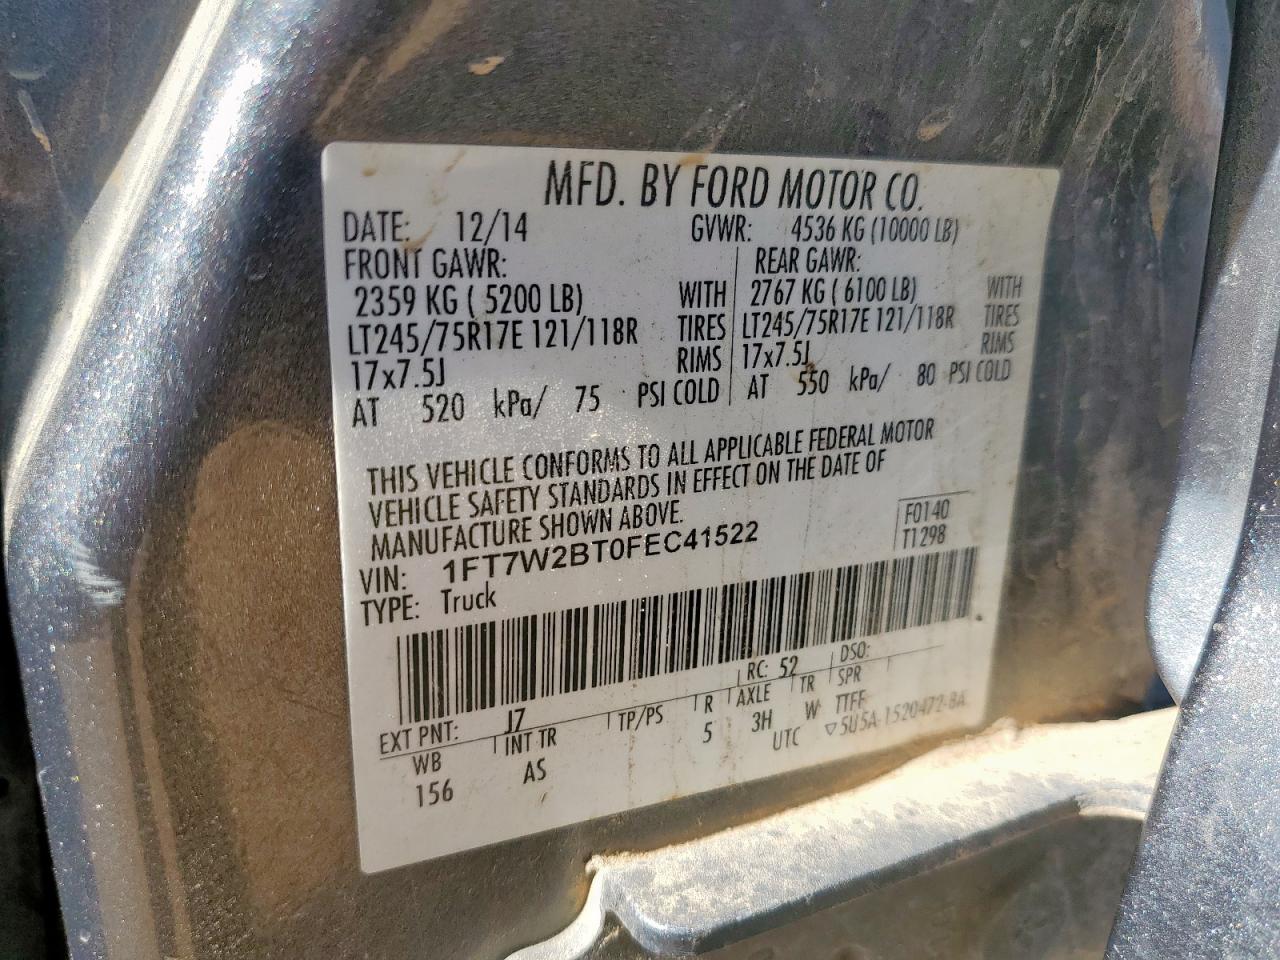 MFD. BY FORD MOTOR CO.
DATE: 12/14 GVWR: 4536 KG (10000 LB)
FRONT GAWR: REAR GAWR:
2359 KG ( 5200 LB) WITH 2767 KG ( 6100 LB) WITH
LT245/75R17E 121/118R TIRES LT245/75R17E 121/118R TIRES
17x7.5J RIMS 17x7.5J RIMS
AT 520 kPa/ 75 PSI COLD AT 550 kPa/ 80 PSI COLD
THIS VEHICLE CONFORMS TO ALL APPLICABLE FEDERAL MOTOR
VEHICLE SAFETY STANDARDS IN EFFECT ON THE DATE OF
MANUFACTURE SHOWN ABOVE.
F0140
VIN: 1FT7W2BT0FEC41522
T1298
TYPE: Truck
EXT PNT: J7 RC: 52 DSO:
WB INT TR TP/PS R AXLE TR SPR
156 AS 5 3H W TTFF
UTC ▽5U5A-1520472-BA